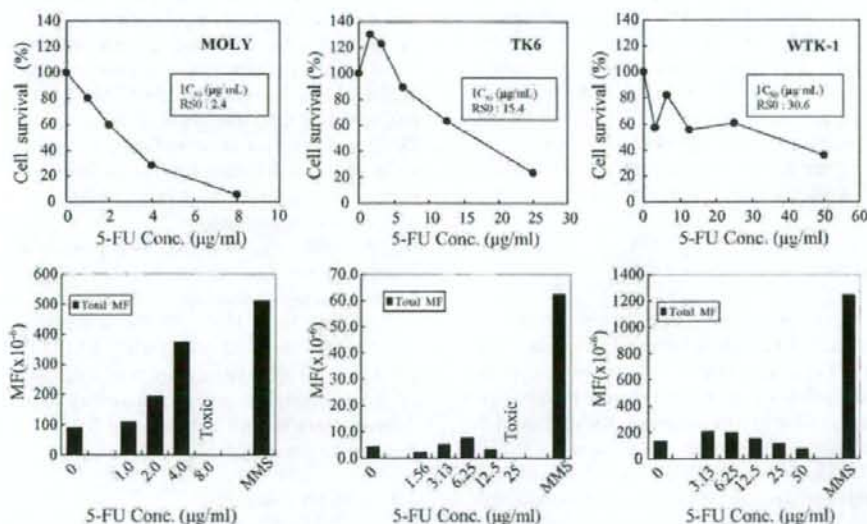 MOLY
140
120
100
80
60
40
20
0
Cell survival (%)
IC50 (µg/mL)
RS0 : 2.4
0 2 4 6 8 10
5-FU Conc. (µg/ml)
TK6
140
120
100
80
60
40
20
0
Cell survival (%)
IC50 (µg/mL)
RS0 : 15.4
0 5 10 15 20 25 30
5-FU Conc. (µg/ml)
WTK-1
140
120
100
80
60
40
20
0
Cell survival (%)
IC50 (µg/mL)
RS0 : 30.6
0 10 20 30 40 50 60
5-FU Conc. (µg/ml)
600
500
400
300
200
100
0
MF(x10⁻⁶)
Total MF
Toxic
0 1.0 2.0 4.0 8.0 MMS
5-FU Conc. (µg/ml)
70.0
60.0
50.0
40.0
30.0
20.0
10.0
0.0
MF(x10⁻⁶)
Total MF
Toxic
0 1.56 3.13 6.25 12.5 25 MMS
5-FU Conc. (µg/ml)
1400
1200
1000
800
600
400
200
0
MF(x10⁻⁶)
Total MF
0 3.13 6.25 12.5 25 50 MMS
5-FU Conc. (µg/ml)